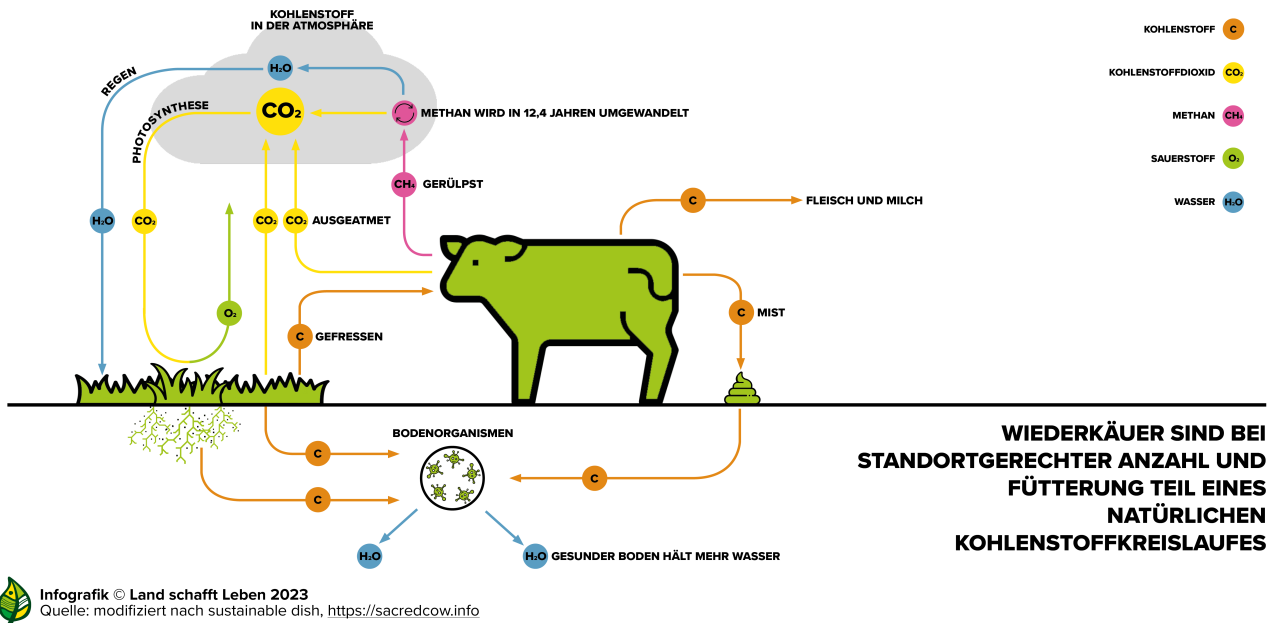 KOHLENSTOFF
IN DER ATMOSPHÄRE
KOHLENSTOFF C
KOHLENSTOFFDIOXID CO₂
METHAN CH₄
SAUERSTOFF O₂
WASSER H₂O
REGEN
H₂O
PHOTOSYNTHESE
CO₂
METHAN WIRD IN 12,4 JAHREN UMGEWANDELT
CH₄ GERÜLPST
C FLEISCH UND MILCH
H₂O
CO₂
CO₂
CO₂ AUSGEATMET
O₂
C GEFRESSEN
C MIST
BODENORGANISMEN
C
C
C
H₂O
H₂O GESUNDER BODEN HÄLT MEHR WASSER
WIEDERKÄUER SIND BEI
STANDORTGERECHTER ANZAHL UND
FÜTTERUNG TEIL EINES
NATÜRLICHEN
KOHLENSTOFFKREISLAUFES
Infografik © Land schafft Leben 2023
Quelle: modifiziert nach sustainable dish, https://sacredcow.info